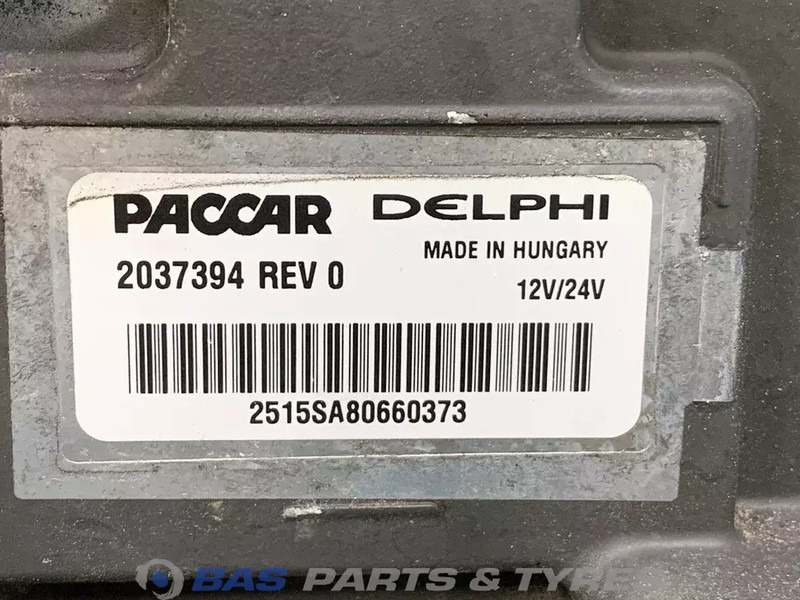 PACCAR DELPHI
MADE IN HUNGARY
2037394 REV 0
12V/24V
2515SA80660373
BAS PARTS & TYRES